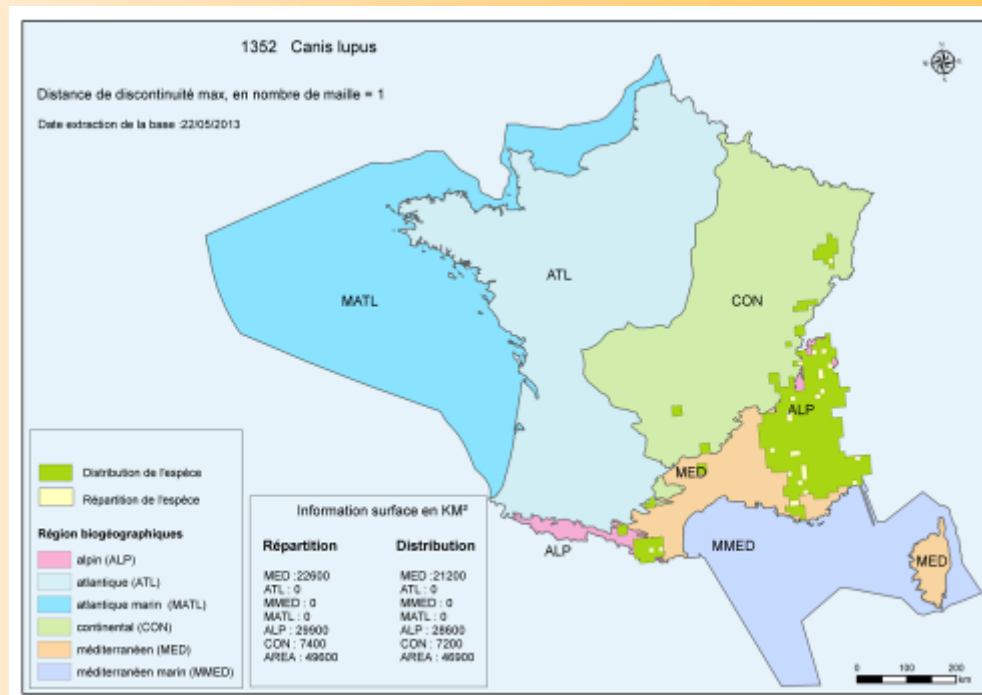 1352 Canis lupus
Distance de discontinuité max, en nombre de maille = 1
Date extraction de la base :22/05/2013
MATL
ATL
CON
ALP
MED
ALP
MMED
MED
Distribution de l'espèce
Répartition de l'espèce
Région biogéographiques
alpin (ALP)
atlantique (ATL)
atlantique marin (MATL)
continental (CON)
méditerranéen (MED)
méditerranéen marin (MMED)
Information surface en KM²
Répartition Distribution
MED :22600 MED :21200
ATL : 0 ATL : 0
MMED : 0 MMED : 0
MATL : 0 MATL : 0
ALP : 29900 ALP : 28600
CON : 7400 CON : 7200
AREA : 49600 AREA : 46900
0 100 200
km